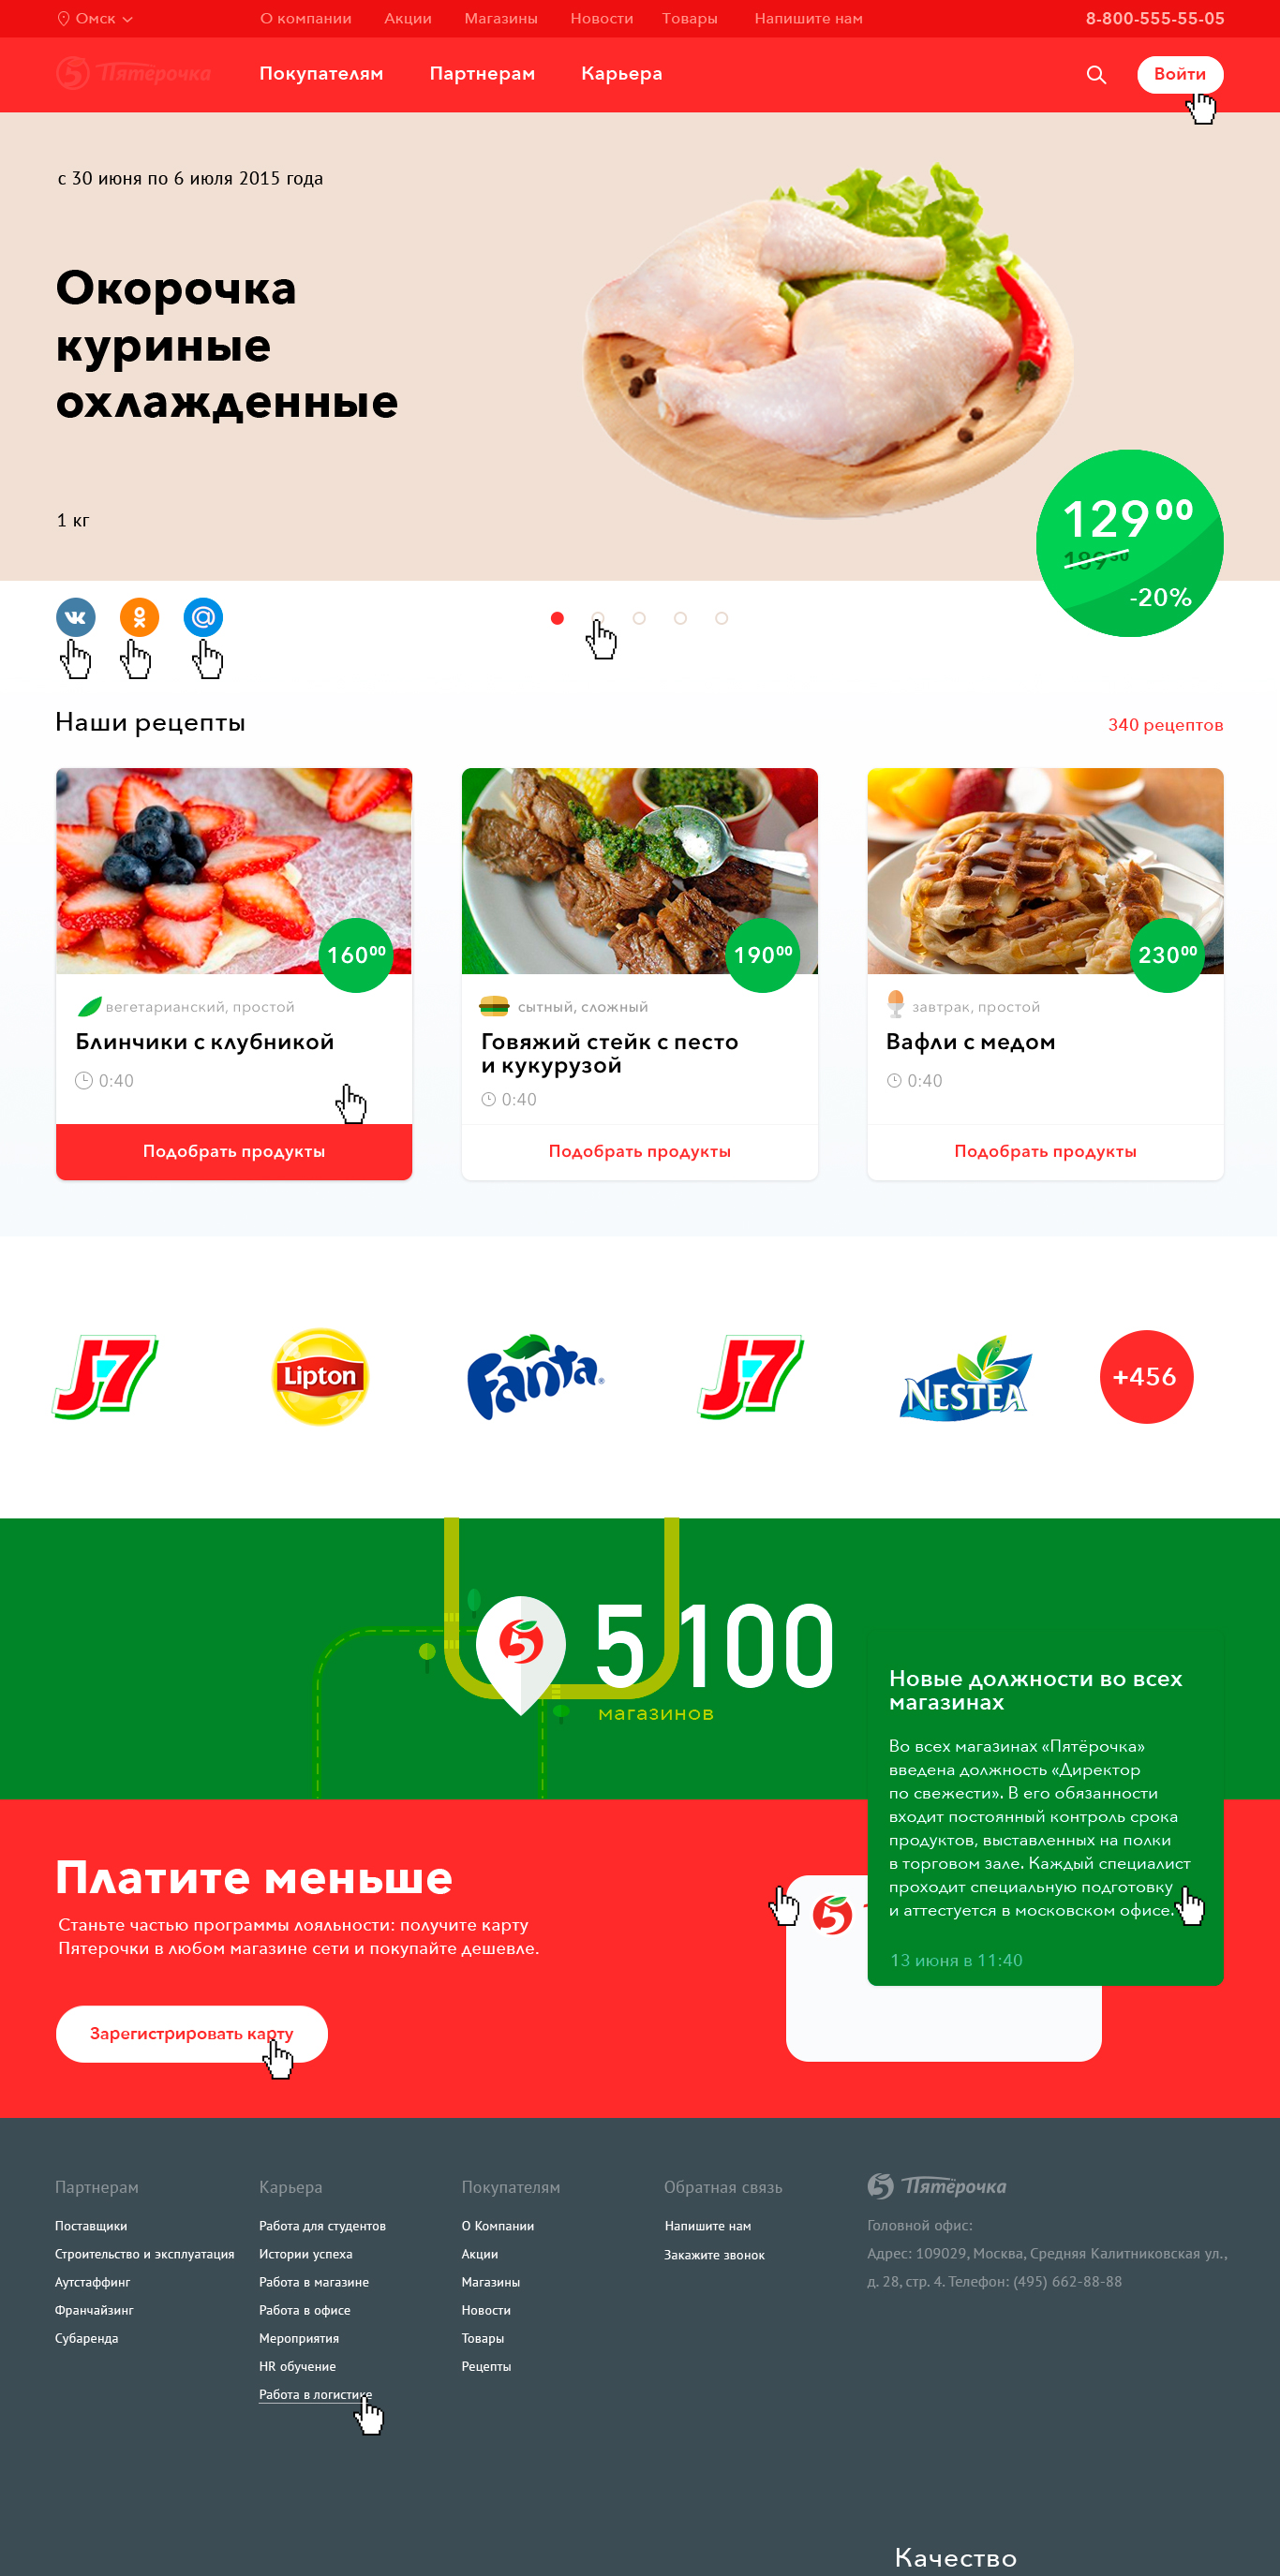 Омск
О компании Акции Магазины Новости Товары Напишите нам
8-800-555-55-05
Пятёрочка
Покупателям Партнерам Карьера
Войти
с 30 июня по 6 июля 2015 года
Окорочка
куриные
охлажденные
1 кг
129 00
189 50
-20%
Наши рецепты
340 рецептов
160 00
вегетарианский, простой
Блинчики с клубникой
0:40
Подобрать продукты
190 00
сытный, сложный
Говяжий стейк с песто
и кукурузой
0:40
Подобрать продукты
230 00
завтрак, простой
Вафли с медом
0:40
Подобрать продукты
J7
Lipton
Fanta
J7
NESTEA
+456
5 100
магазинов
Новые должности во всех
магазинах
Во всех магазинах «Пятёрочка»
введена должность «Директор
по свежести». В его обязанности
входит постоянный контроль срока
продуктов, выставленных на полки
в торговом зале. Каждый специалист
проходит специальную подготовку
и аттестуется в московском офисе.
13 июня в 11:40
Платите меньше
Станьте частью программы лояльности: получите карту
Пятерочки в любом магазине сети и покупайте дешевле.
Зарегистрировать карту
Партнерам
Поставщики
Строительство и эксплуатация
Аутстаффинг
Франчайзинг
Субаренда
Карьера
Работа для студентов
Истории успеха
Работа в магазине
Работа в офисе
Мероприятия
HR обучение
Работа в логистике
Покупателям
О Компании
Акции
Магазины
Новости
Товары
Рецепты
Обратная связь
Напишите нам
Закажите звонок
Пятёрочка
Головной офис:
Адрес: 109029, Москва, Средняя Калитниковская ул.,
д. 28, стр. 4. Телефон: (495) 662-88-88
Качество